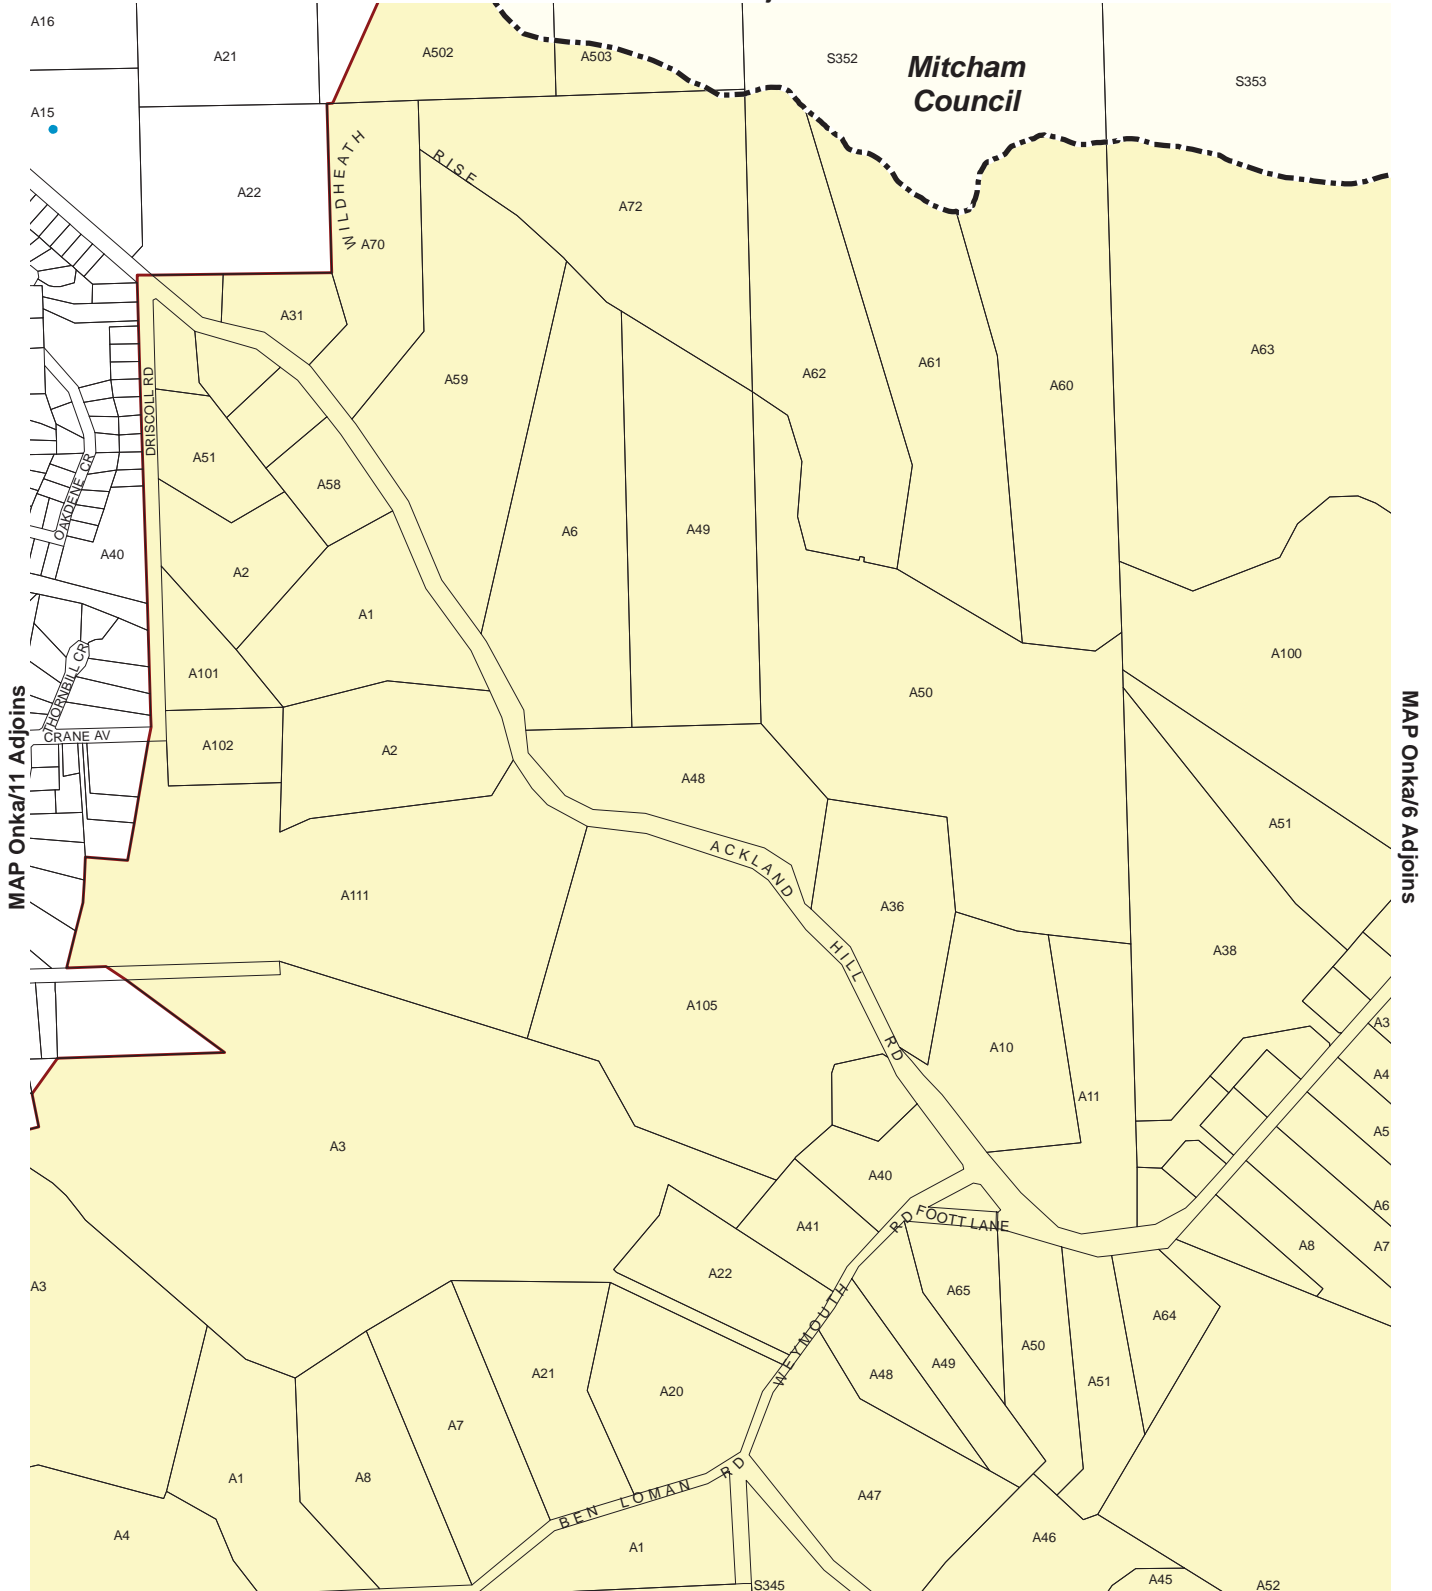 A16
A21
A502
A503
S352
Mitcham
Council
S353
A15
WILDHEATH
RISE
A22
A72
A70
A31
A63
A59
A62
A61
A60
DRISCOLL RD
A51
A58
OAKDENE CR
A6
A49
A40
A2
A1
THORNBILL CR
A101
A100
A50
CRANE AV
A102
A2
A48
MAP Onka/11 Adjoins
MAP Onka/6 Adjoins
A51
ACKLAND
HILL
RD
A111
A36
A38
A105
A3
A10
A4
A11
A5
A3
A40
A6
A41
WEYMOUTH RD
FOOTT LANE
A8
A7
A22
A3
A65
A64
A50
A21
A20
A48
A49
A51
A7
A1
A8
BEN LOMAN RD
A47
A4
A1
A46
S345
A45
A52